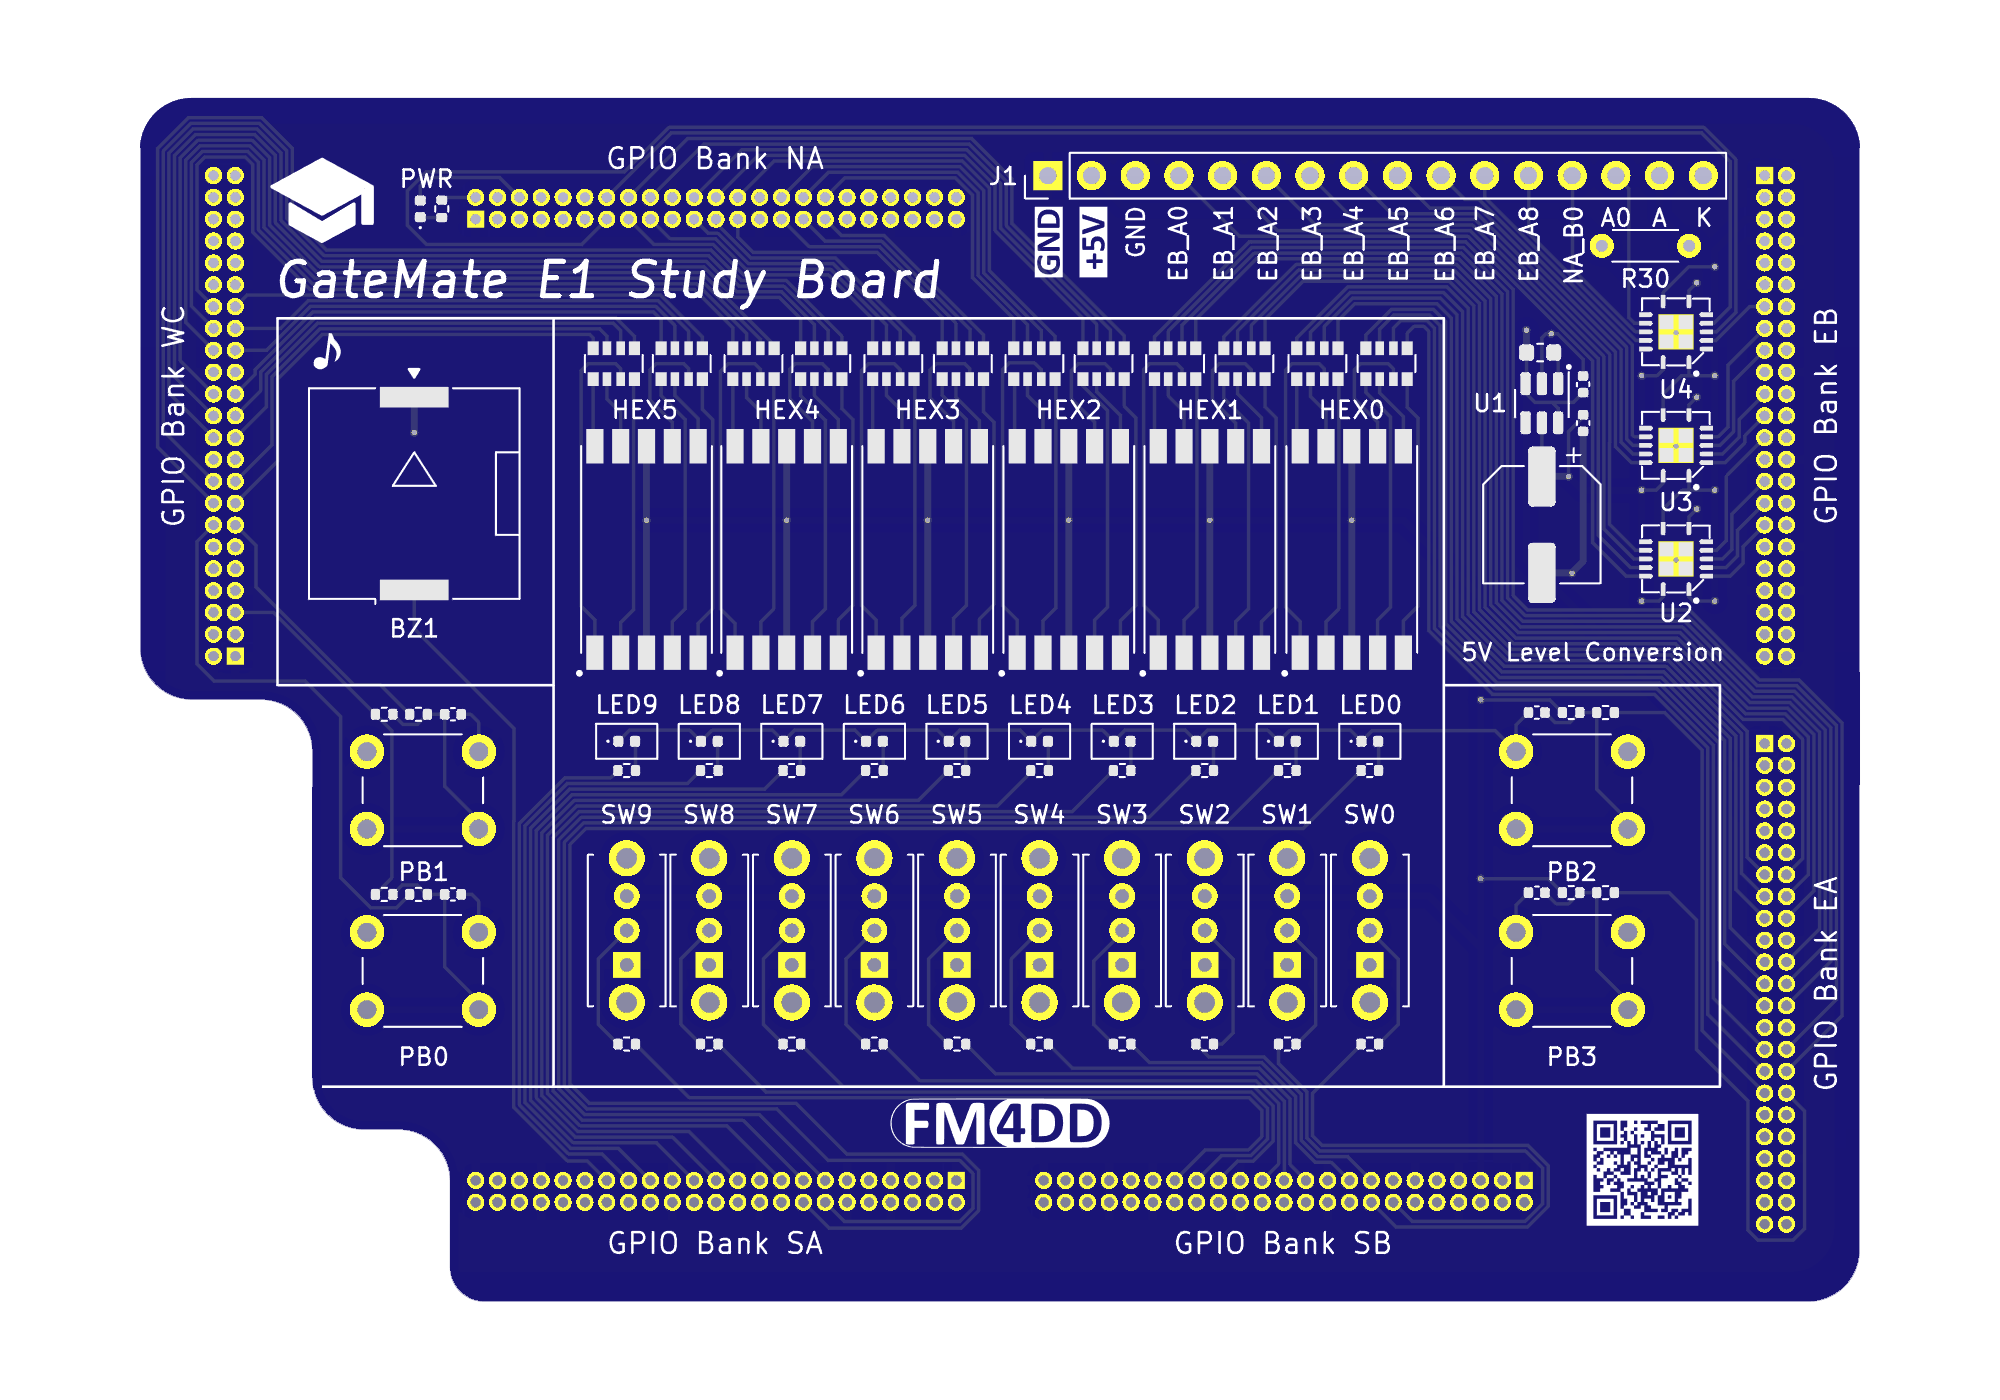 GPIO Bank NA
PWR
J1
GND
+5V
GND
EB_A0
EB_A1
EB_A2
EB_A3
EB_A4
EB_A5
EB_A6
EB_A7
EB_A8
NA_B0
A0 A K
R30
GateMate E1 Study Board
GPIO Bank WC
GPIO Bank EB
HEX5 HEX4 HEX3 HEX2 HEX1 HEX0
U1
+
U4
U3
U2
BZ1
5V Level Conversion
LED9 LED8 LED7 LED6 LED5 LED4 LED3 LED2 LED1 LED0
SW9 SW8 SW7 SW6 SW5 SW4 SW3 SW2 SW1 SW0
PB1
PB2
GPIO Bank EA
PB0
PB3
FM4DD
GPIO Bank SA
GPIO Bank SB